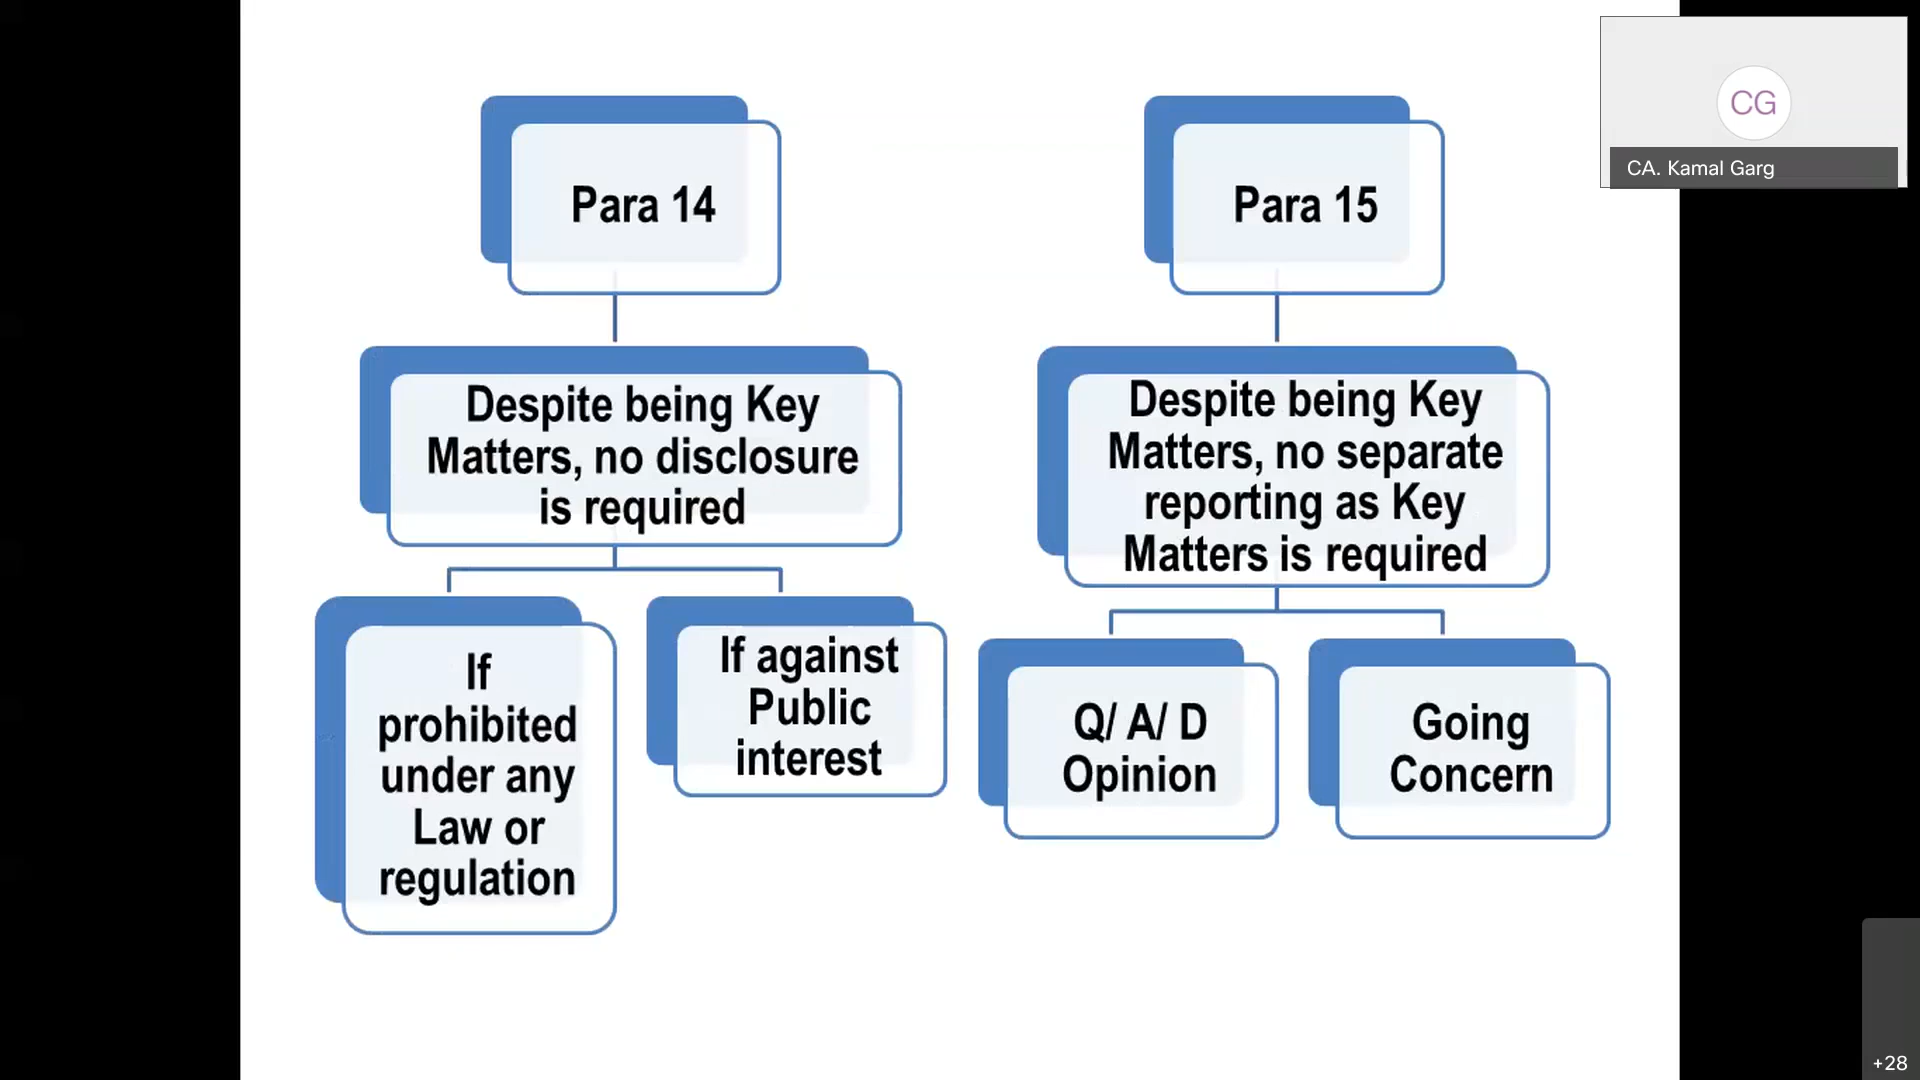 Para 14
Despite being Key
Matters, no disclosure
is required
If
prohibited
under any
Law or
regulation
If against
Public
interest
Para 15
Despite being Key
Matters, no separate
reporting as Key
Matters is required
Q/ A/ D
Opinion
Going
Concern
CG
CA. Kamal Garg
+28